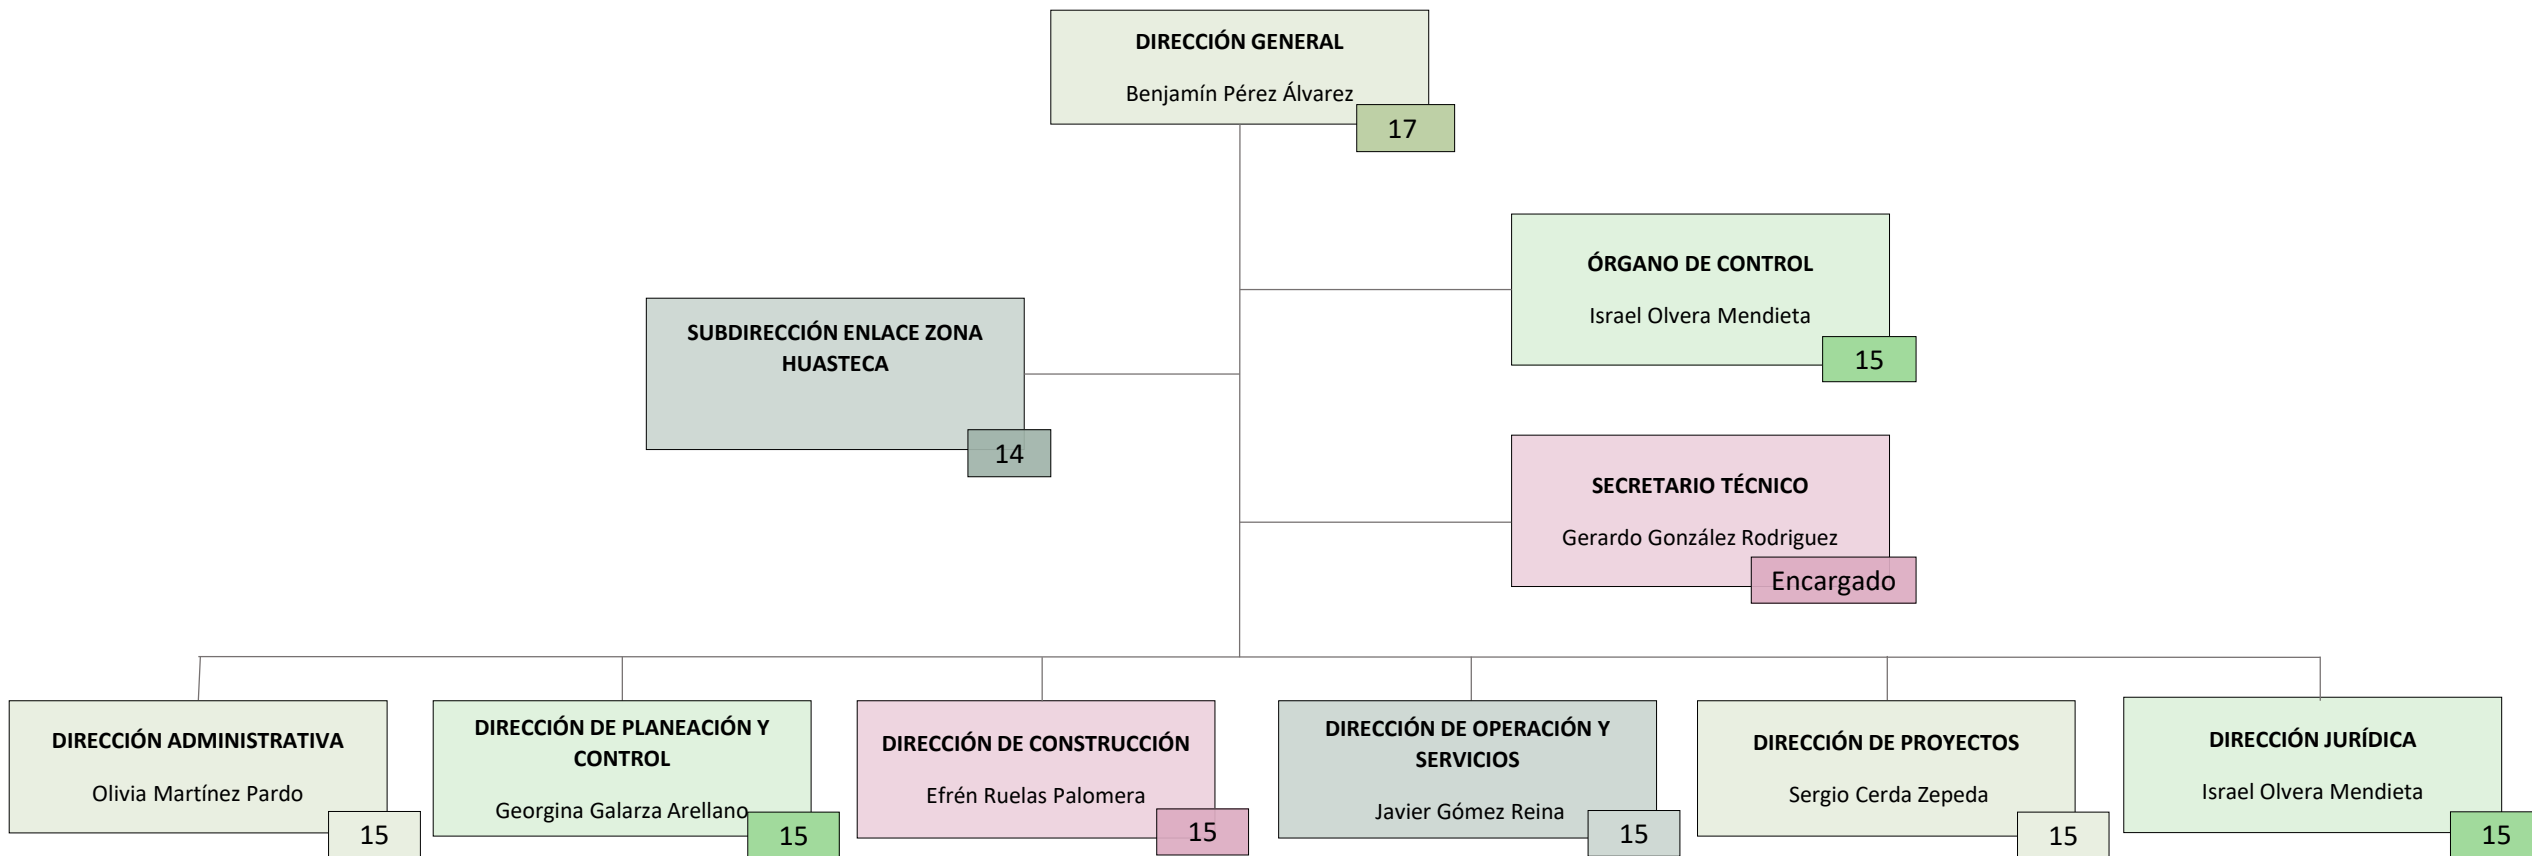 DIRECCIÓN GENERAL
Benjamín Pérez Álvarez
17
ÓRGANO DE CONTROL
Israel Olvera Mendieta
15
SUBDIRECCIÓN ENLACE ZONA
HUASTECA
14
SECRETARIO TÉCNICO
Gerardo González Rodriguez
Encargado
DIRECCIÓN ADMINISTRATIVA
Olivia Martínez Pardo
15
DIRECCIÓN DE PLANEACIÓN Y
CONTROL
Georgina Galarza Arellano
15
DIRECCIÓN DE CONSTRUCCIÓN
Efrén Ruelas Palomera
15
DIRECCIÓN DE OPERACIÓN Y
SERVICIOS
Javier Gómez Reina
15
DIRECCIÓN DE PROYECTOS
Sergio Cerda Zepeda
15
DIRECCIÓN JURÍDICA
Israel Olvera Mendieta
15